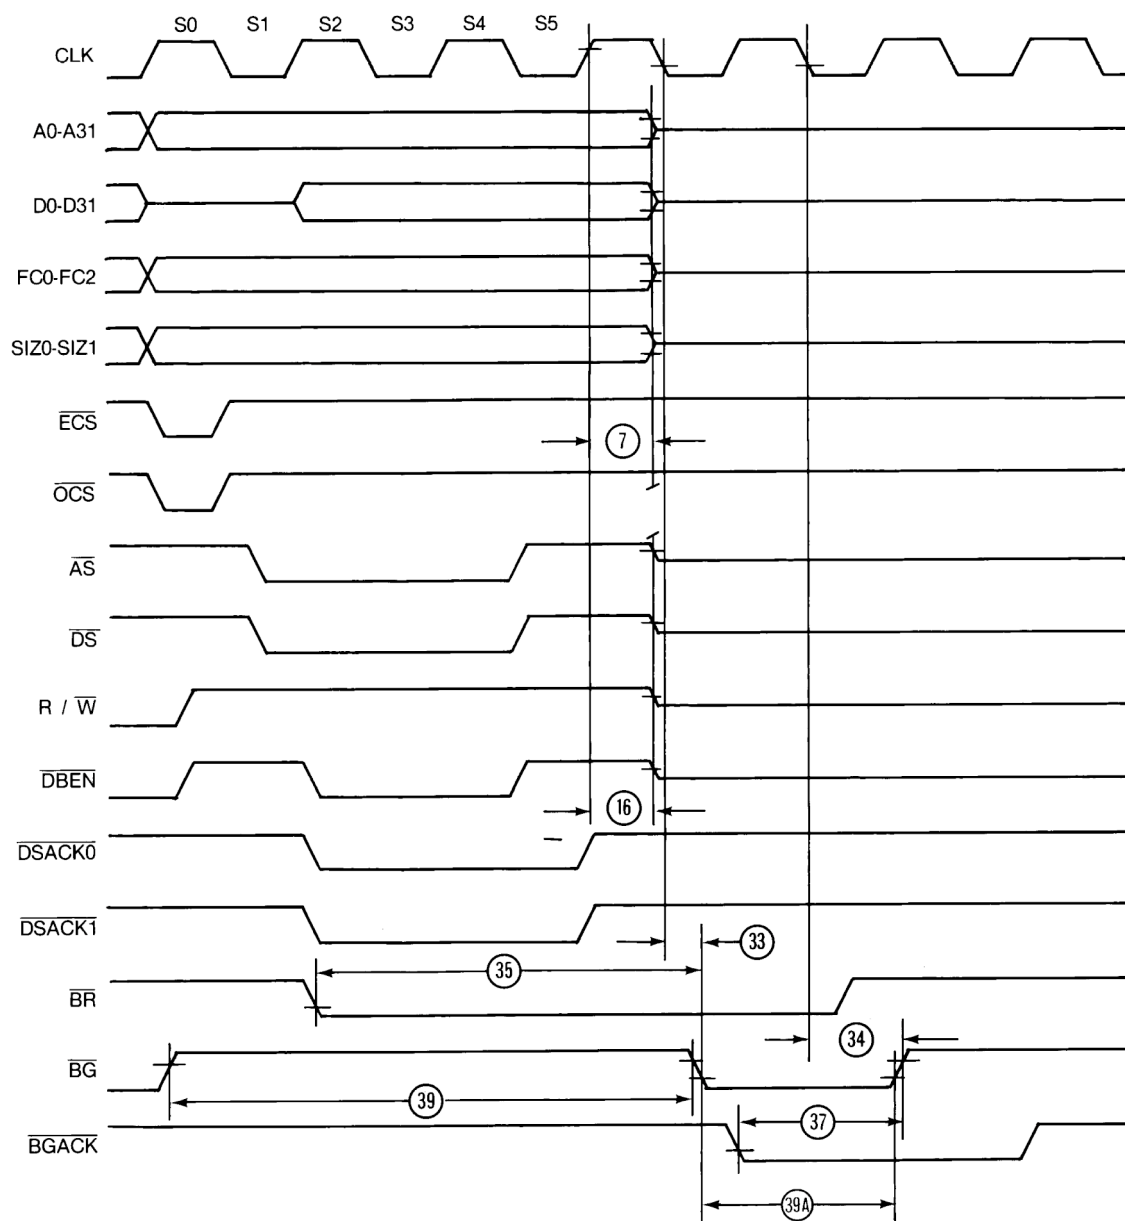 S0 S1 S2 S3 S4 S5
CLK
A0-A31
D0-D31
FC0-FC2
SIZ0-SIZ1
ECS
7
OCS
AS
DS
R / W
DBEN
16
DSACK0
DSACK1
33
35
BR
34
BG
39
37
BGACK
39A